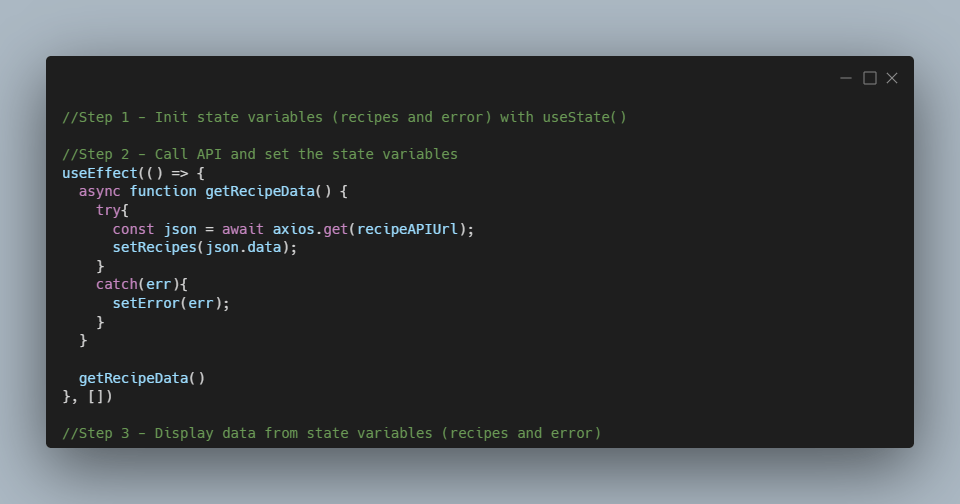 //Step 1 - Init state variables (recipes and error) with useState()
//Step 2 - Call API and set the state variables
useEffect(() => {
  async function getRecipeData() {
    try{
      const json = await axios.get(recipeAPIUrl);
      setRecipes(json.data);
    }
    catch(err){
      setError(err);
    }
  }
  getRecipeData()
}, [])
//Step 3 - Display data from state variables (recipes and error)